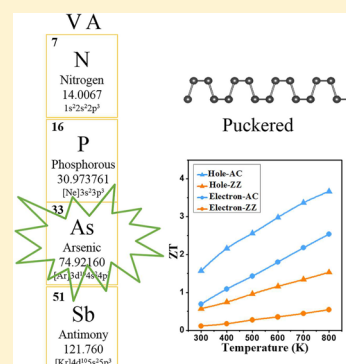 V A
7
N
Nitrogen
14.0067
1s²2s²2p³
16
P
Phosphorous
30.973761
[Ne]3s²3p³
33
As
Arsenic
74.92160
51
Sb
Antimony
121.760
[Kr]4d¹⁰5s²5p³
Puckered
Hole-AC
Hole-ZZ
Electron-AC
Electron-ZZ
ZT
4
3
2
1
0
300 400 500 600 700 800
Temperature (K)